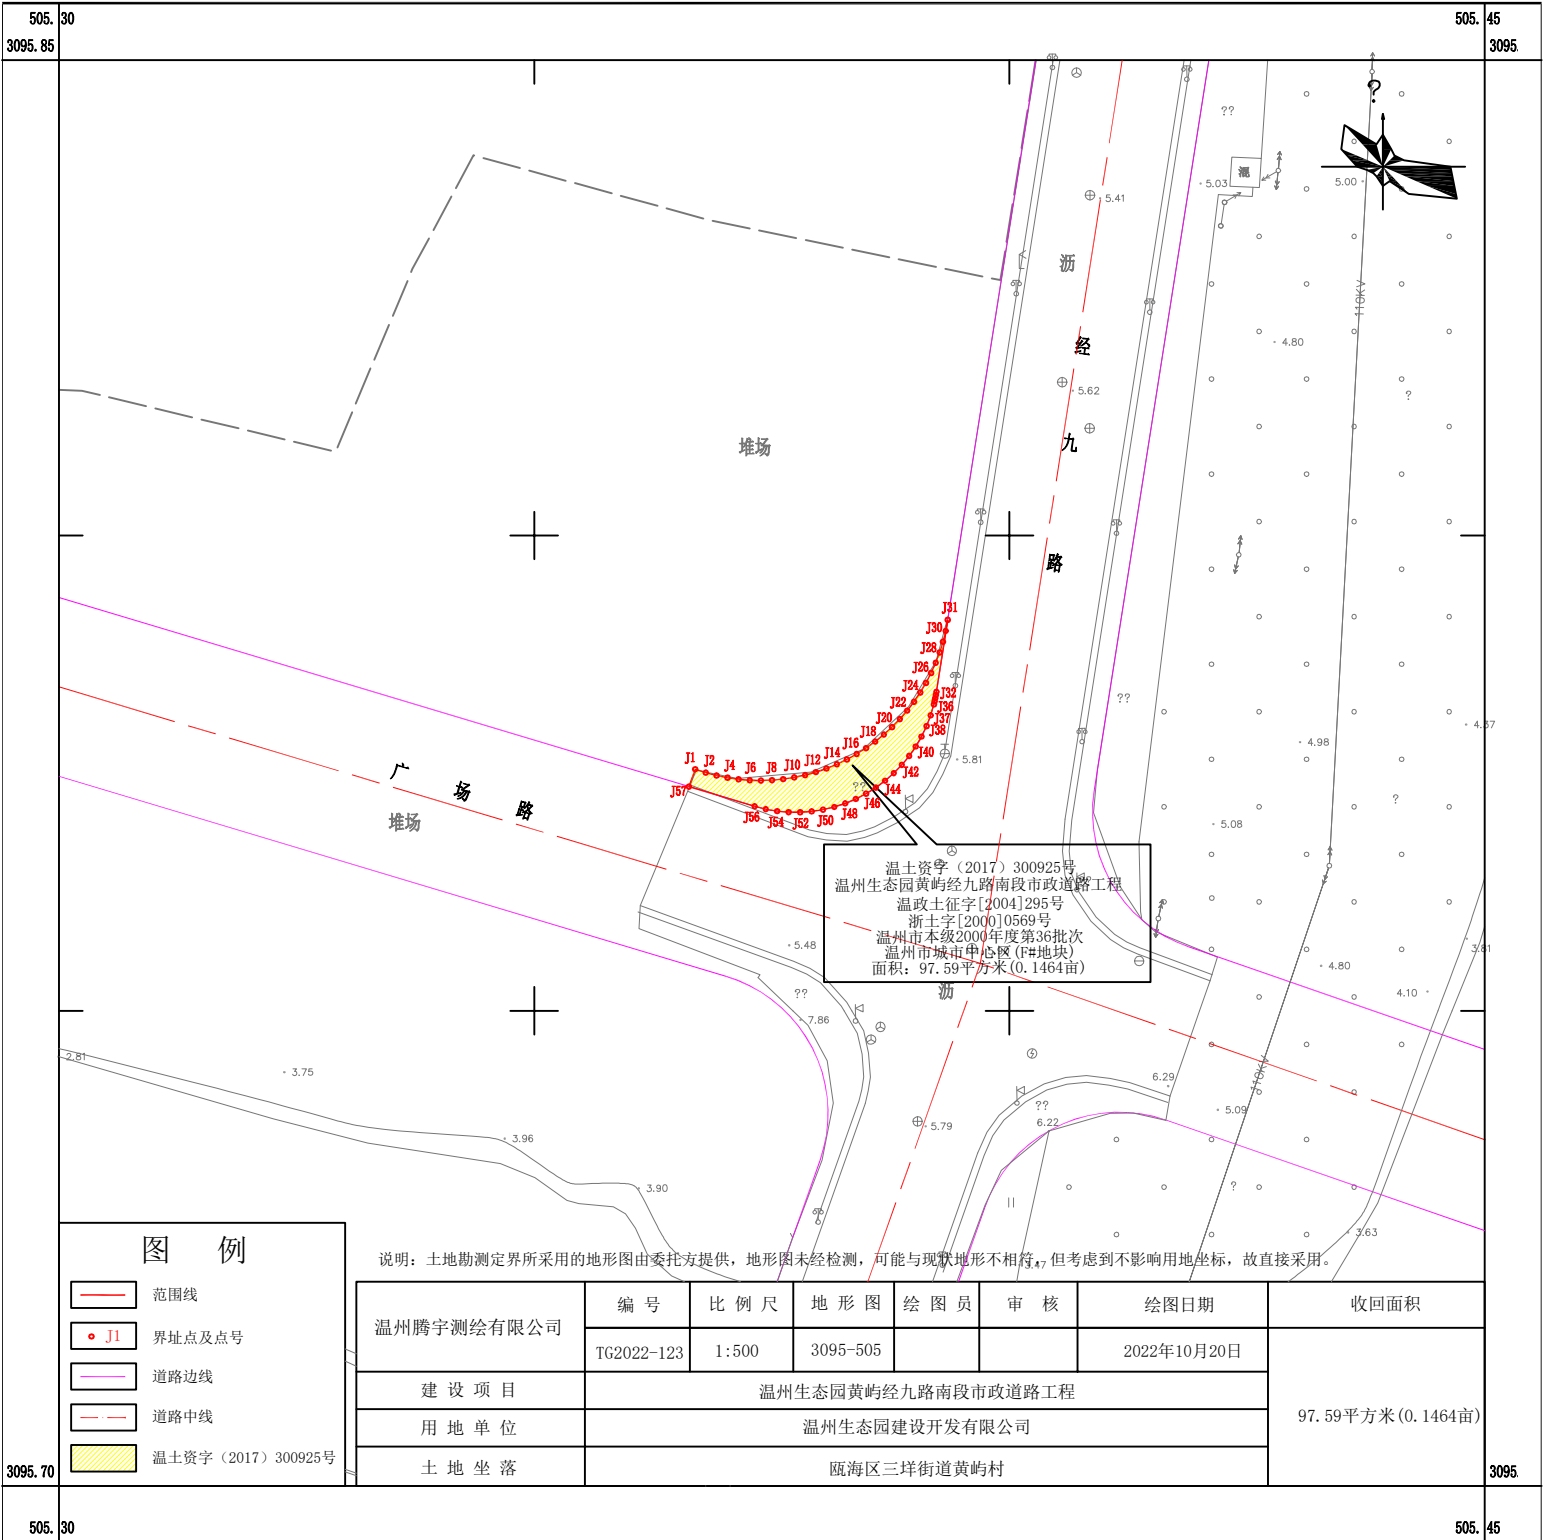 505. 30
505. 45
3095. 85
3095.
?
??
混
5.03
5.00
5.41
沥
110KV
经
4.80
5.62
?
九
堆场
路
J31
J30
J28
J26
J24
J32
J22
J36
J20
J37
J18
J38
J16
J40
J14
J12
J42
J1
J2
J4
J6
J8
J10
J44
J57
J46
J56
J54
J52
J50
J48
??
??
4.37
4.98
5.81
广
场
路
堆场
?
5.08
温土资字（2017）300925号
温州生态园黄屿经九路南段市政道路工程
温政土征字[2004]295号
浙土字[2000]0569号
温州市本级2000年度第36批次
温州市城市中心区(F#地块)
面积：97.59平方米(0.1464亩)
5.48
沥
??
7.86
4.80
3.81
4.10
2.81
3.75
110KV
6.29
??
5.09
6.22
3.96
5.79
3.90
?
3.63
3.47
说明：土地勘测定界所采用的地形图由委托方提供，地形图未经检测，可能与现状地形不相符，但考虑到不影响用地坐标，故直接采用。
图 例
范围线
J1 界址点及点号
道路边线
道路中线
温土资字（2017）300925号
温州腾宇测绘有限公司
编号 比例尺 地形图 绘图员 审核 绘图日期 收回面积
TG2022-123 1:500 3095-505 2022年10月20日
建设项目 温州生态园黄屿经九路南段市政道路工程
97.59平方米(0.1464亩)
用地单位 温州生态园建设开发有限公司
土地坐落 瓯海区三垟街道黄屿村
3095. 70
3095.
505. 30
505. 45